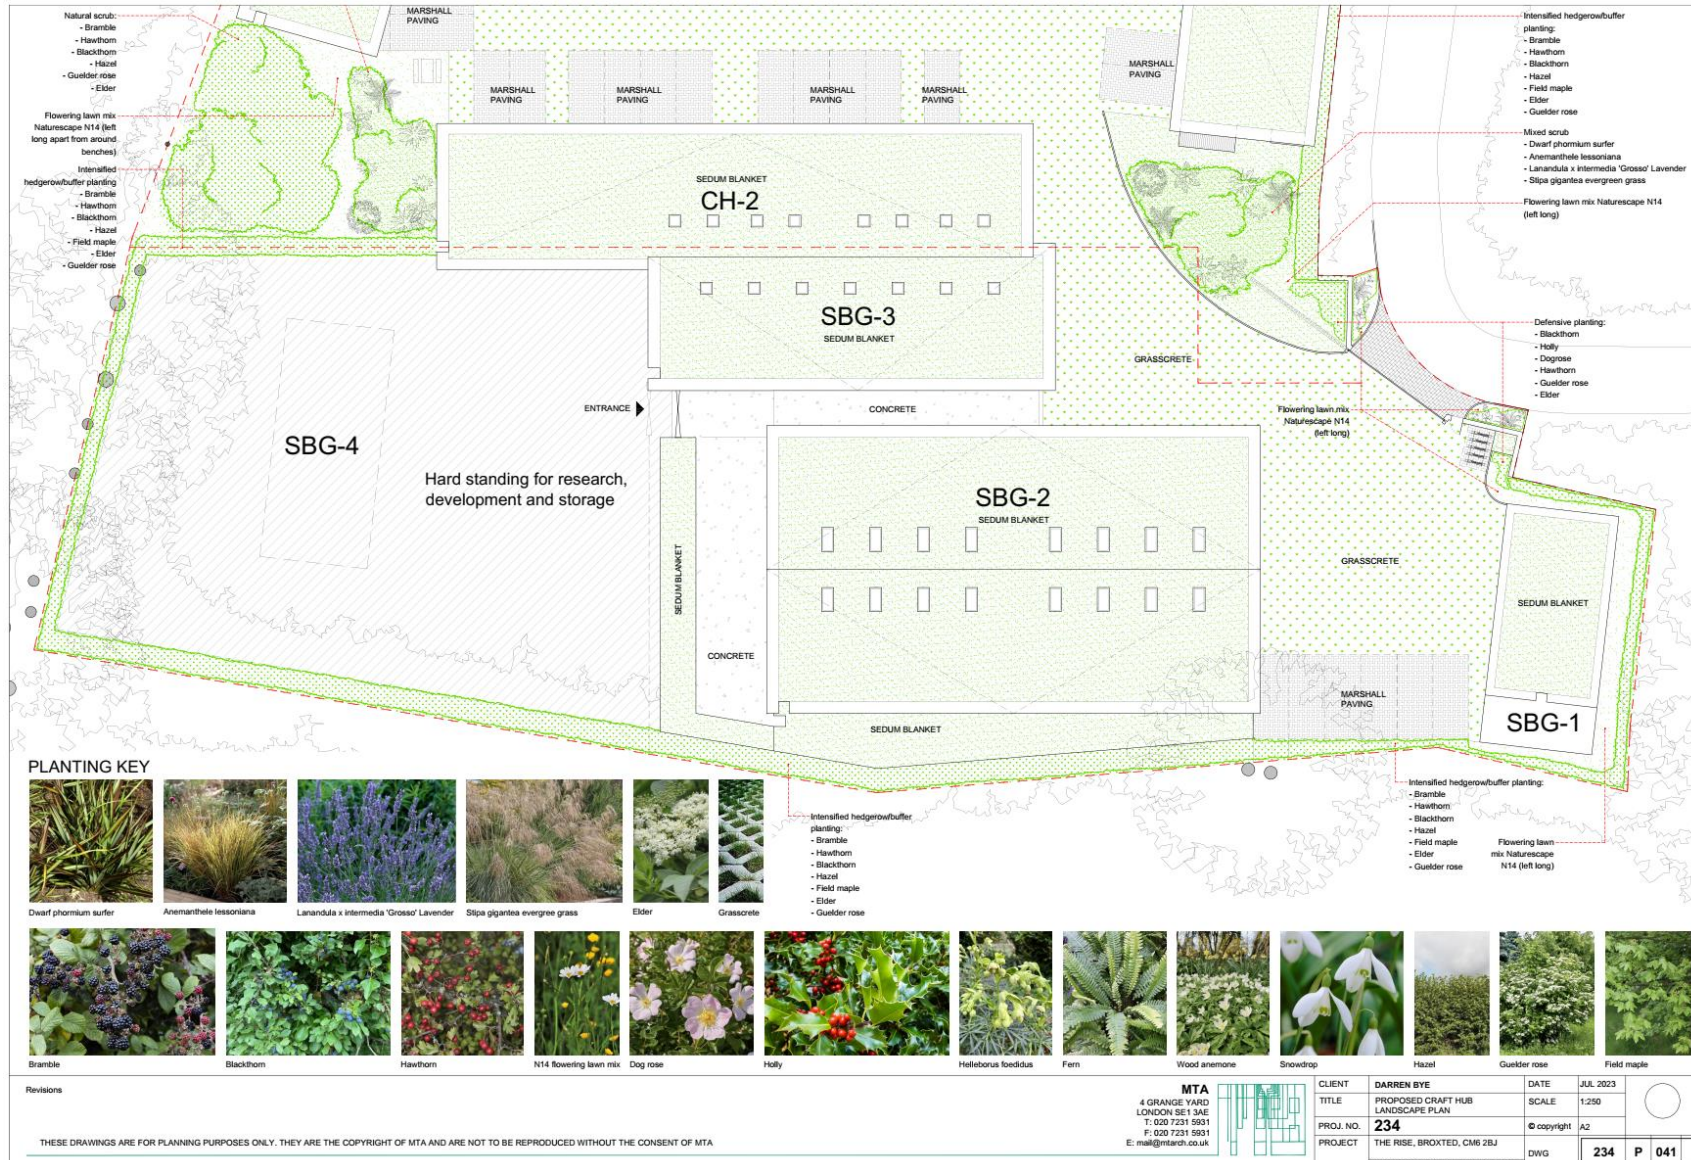 Natural scrub:
- Bramble
- Hawthorn
- Blackthorn
- Hazel
- Guelder rose
- Elder
Flowering lawn mix
Naturescape N14 (left
long apart from around
benches)
Intensified
hedgerow/buffer planting
- Bramble
- Hawthorn
- Blackthorn
- Hazel
- Field maple
- Elder
- Guelder rose
MARSHALL
PAVING
MARSHALL
PAVING
MARSHALL
PAVING
MARSHALL
PAVING
MARSHALL
PAVING
MARSHALL
PAVING
Intensified hedgerow/buffer
planting:
- Bramble
- Hawthorn
- Blackthorn
- Hazel
- Field maple
- Elder
- Guelder rose
Mixed scrub
- Dwarf phormium surfer
- Anemanthele lessoniana
- Lanandula x intermedia 'Grosso' Lavender
- Stipa gigantea evergreen grass
Flowering lawn mix Naturescape N14
(left long)
Defensive planting:
- Blackthorn
- Holly
- Dogrose
- Hawthorn
- Guelder rose
- Elder
SEDUM BLANKET
CH-2
SBG-3
SEDUM BLANKET
GRASSCRETE
ENTRANCE
CONCRETE
Flowering lawn mix
Naturescape N14
(left long)
SBG-4
Hard standing for research,
development and storage
SBG-2
SEDUM BLANKET
SEDUM BLANKET
GRASSCRETE
SEDUM BLANKET
CONCRETE
MARSHALL
PAVING
SBG-1
SEDUM BLANKET
Intensified hedgerow/buffer
planting:
- Bramble
- Hawthorn
- Blackthorn
- Hazel
- Field maple
- Elder
- Guelder rose
Intensified hedgerow/buffer planting:
- Bramble
- Hawthorn
- Blackthorn
- Hazel
- Field maple
- Elder
- Guelder rose
Flowering lawn
mix Naturescape
N14 (left long)
PLANTING KEY
Dwarf phormium surfer
Anemanthele lessoniana
Lanandula x intermedia 'Grosso' Lavender
Stipa gigantea evergree grass
Elder
Grasscrete
Bramble
Blackthorn
Hawthorn
N14 flowering lawn mix
Dog rose
Holly
Helleborus foedidus
Fern
Wood anemone
Snowdrop
Hazel
Guelder rose
Field maple
Revisions
THESE DRAWINGS ARE FOR PLANNING PURPOSES ONLY. THEY ARE THE COPYRIGHT OF MTA AND ARE NOT TO BE REPRODUCED WITHOUT THE CONSENT OF MTA
MTA
4 GRANGE YARD
LONDON SE1 3AE
T: 020 7231 5931
F: 020 7231 5931
E: mail@mtarch.co.uk
CLIENT DARREN BYE DATE JUL 2023
TITLE PROPOSED CRAFT HUB LANDSCAPE PLAN SCALE 1:250
PROJ. NO. 234 © copyright A2
PROJECT THE RISE, BROXTED, CM6 2BJ DWG 234 P 041